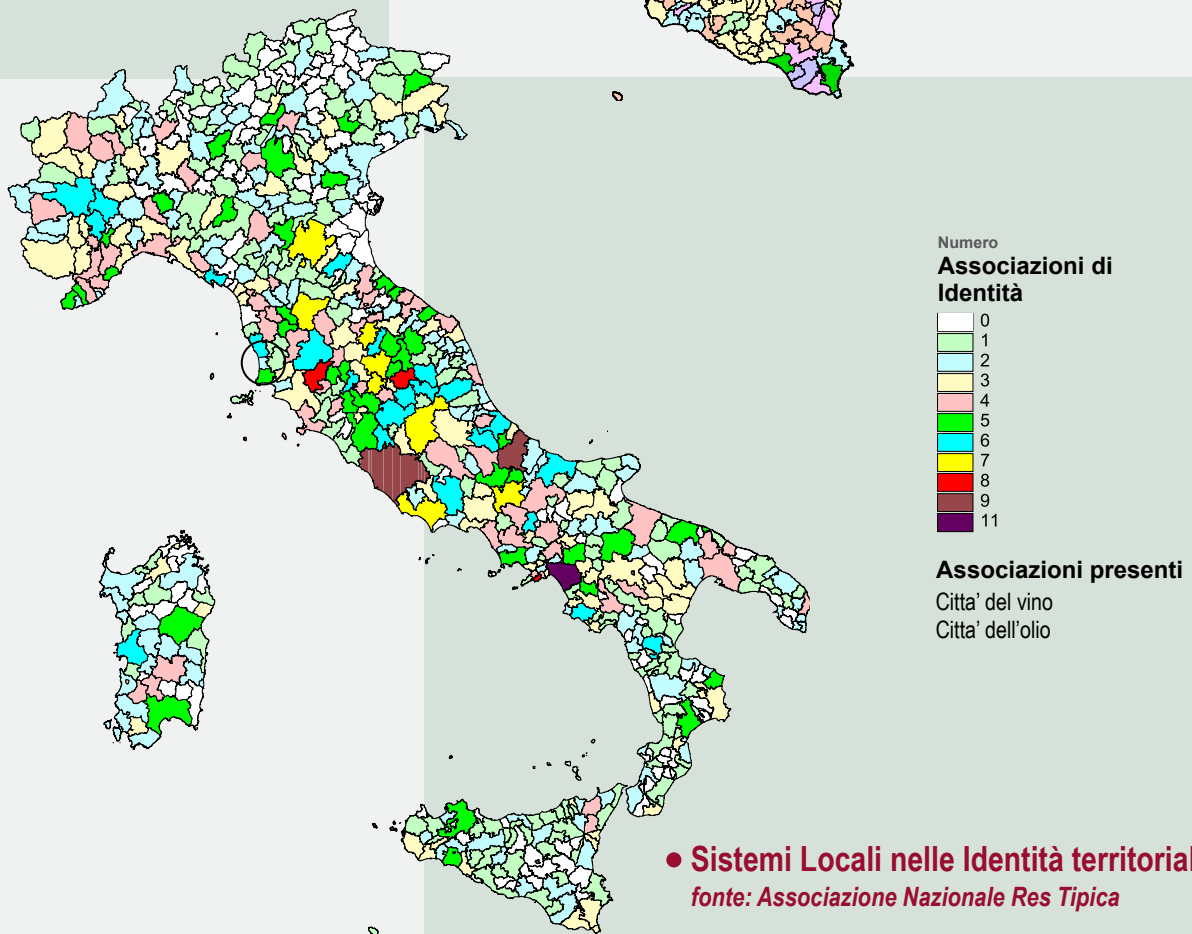 Numero
Associazioni di
Identità
0
1
2
3
4
5
6
7
8
9
11
Associazioni presenti
Citta' del vino
Citta' dell'olio
• Sistemi Locali nelle Identità territorial
fonte: Associazione Nazionale Res Tipica